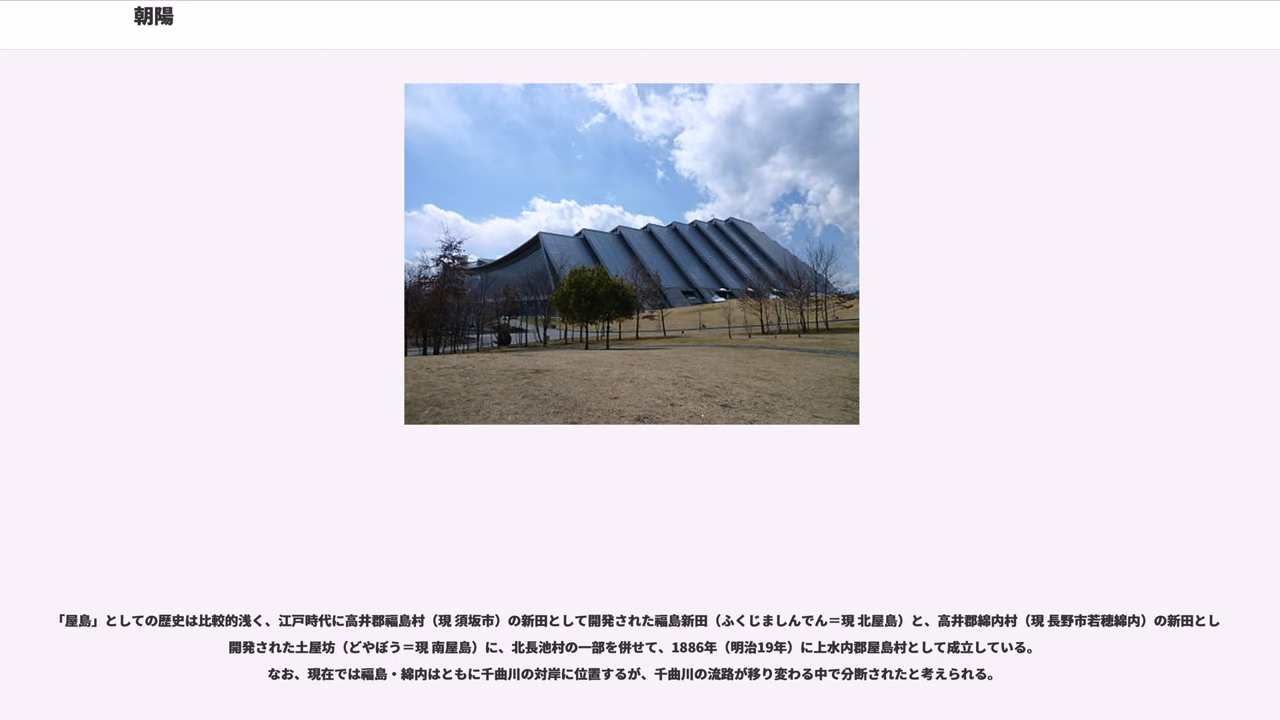 朝陽
「屋島」としての歴史は比較的浅く、江戸時代に高井郡福島村（現 須坂市）の新田として開発された福島新田（ふくじましんでん＝現 北屋島）と、高井郡綿内村（現 長野市若穂綿内）の新田とし
開発された土屋坊（どやぼう＝現 南屋島）に、北長池村の一部を併せて、1886年（明治19年）に上水内郡屋島村として成立している。
なお、現在では福島・綿内はともに千曲川の対岸に位置するが、千曲川の流路が移り変わる中で分断されたと考えられる。